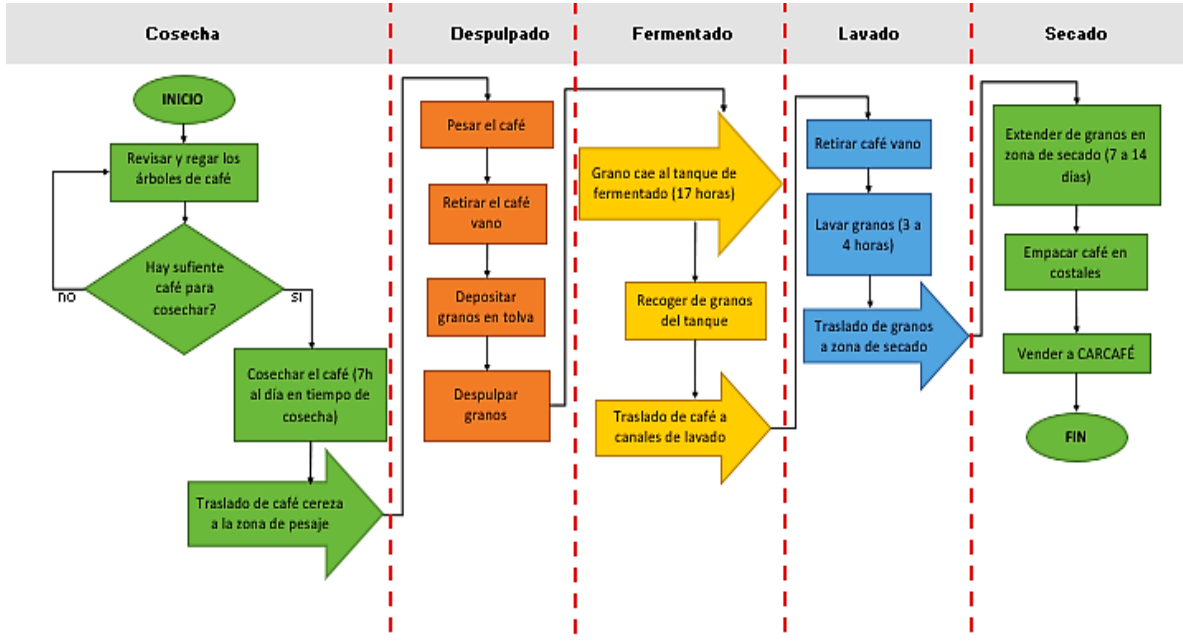 Cosecha
Despulpado
Fermentado
Lavado
Secado
INICIO
Revisar y regar los
árboles de café
Hay sufiente
café para
cosechar?
no
si
Cosechar el café (7h
al día en tiempo de
cosecha)
Traslado de café cereza
a la zona de pesaje
Pesar el café
Retirar el café
vano
Depositar
granos en tolva
Despulpar
granos
Grano cae al tanque de
fermentado (17 horas)
Recoger de granos
del tanque
Traslado de café a
canales de lavado
Retirar café vano
Lavar granos (3 a
4 horas)
Traslado de granos
a zona de secado
Extender de granos en
zona de secado (7 a 14
días)
Empacar café en
costales
Vender a CARCAFÉ
FIN